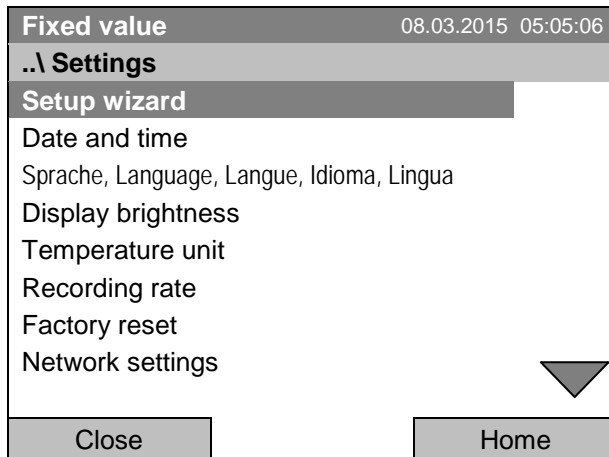 Fixed value 08.03.2015 05:05:06
..\ Settings
Setup wizard
Date and time
Sprache, Language, Langue, Idioma, Lingua
Display brightness
Temperature unit
Recording rate
Factory reset
Network settings
Close Home